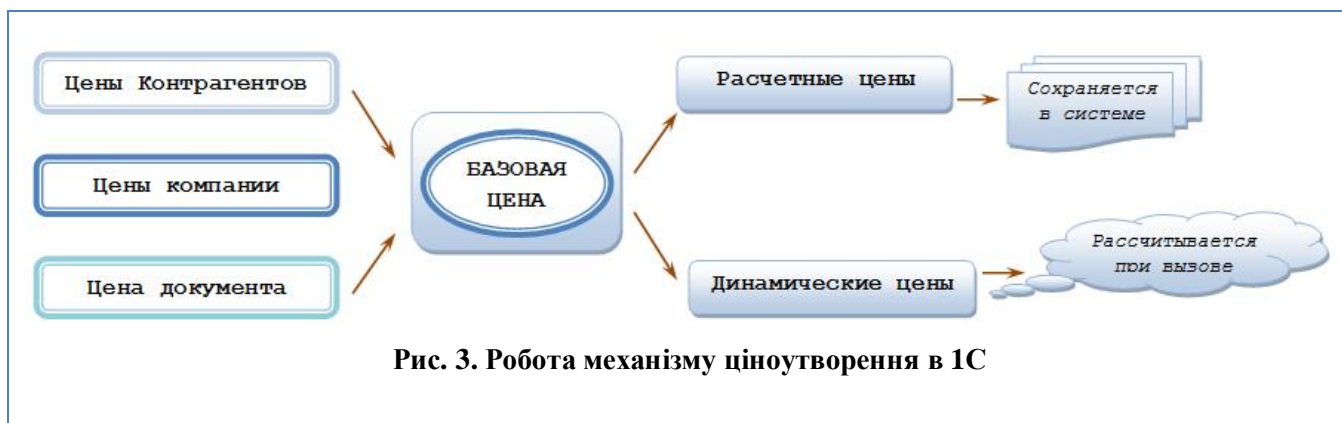 Цены Контрагентов
Цены компании
Цена документа
БАЗОВАЯ
ЦЕНА
Расчетные цены
Сохраняется
в системе
Динамические цены
Рассчитывается
при вызове
Рис. 3. Робота механізму ціноутворення в 1С